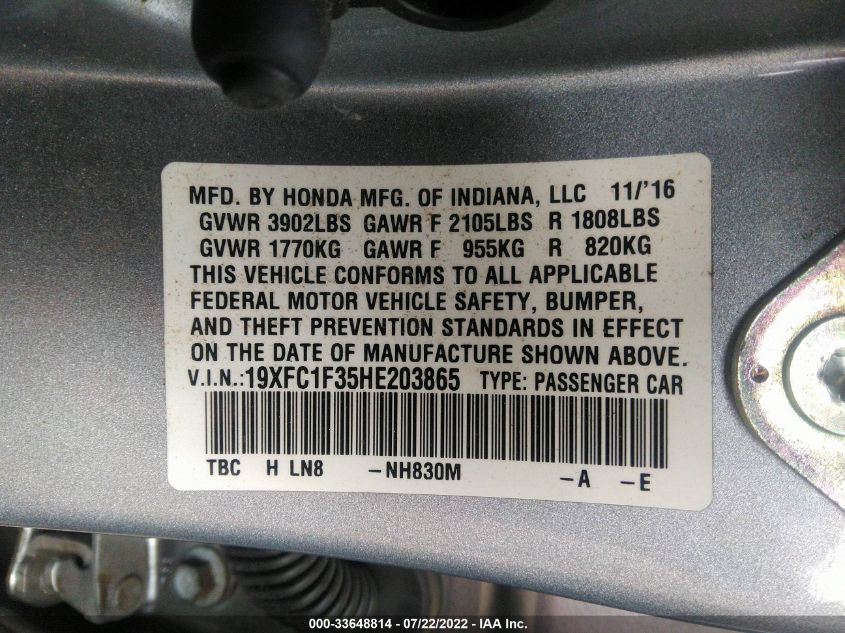 MFD. BY HONDA MFG. OF INDIANA, LLC 11/'16
GVWR 3902LBS GAWR F 2105LBS R 1808LBS
GVWR 1770KG GAWR F 955KG R 820KG
THIS VEHICLE CONFORMS TO ALL APPLICABLE
FEDERAL MOTOR VEHICLE SAFETY, BUMPER,
AND THEFT PREVENTION STANDARDS IN EFFECT
ON THE DATE OF MANUFACTURE SHOWN ABOVE.
V.I.N.:19XFC1F35HE203865 TYPE: PASSENGER CAR
TBC H LN8 -NH830M -A -E
000-33648814 - 07/22/2022 - IAA Inc.